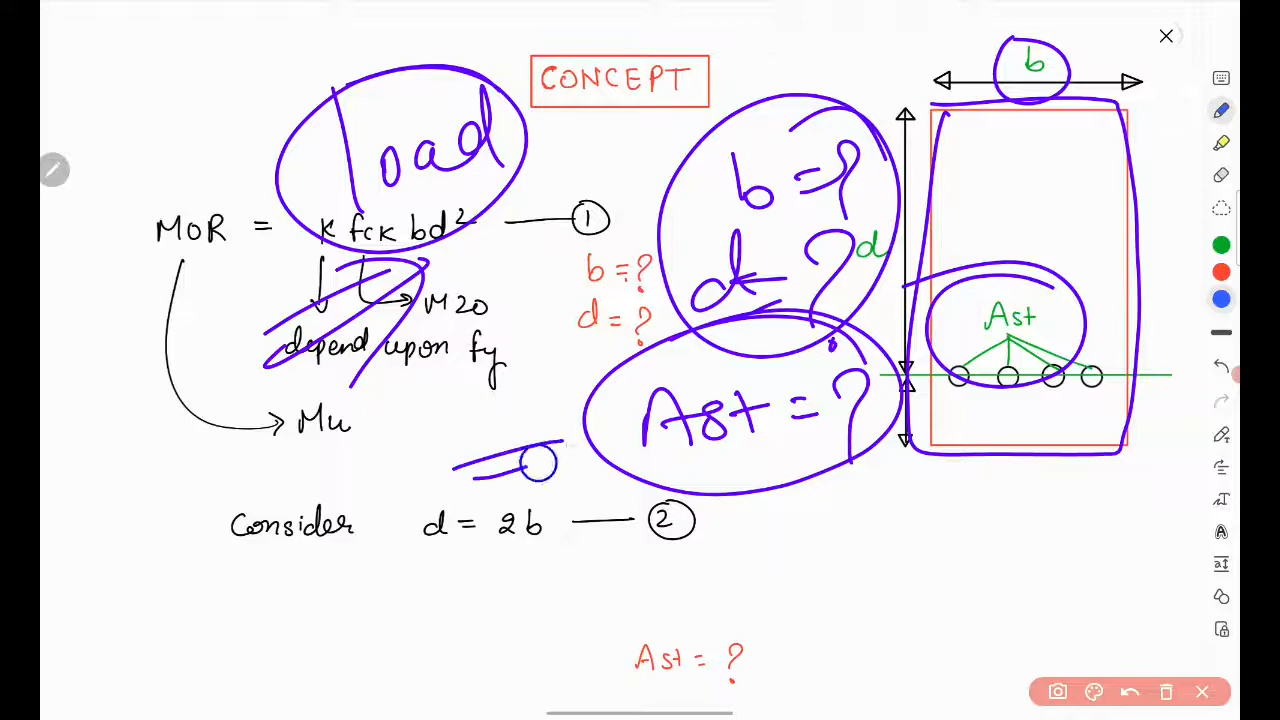 CONCEPT
b
Load
b = ?
d = ?
d
MOR = k fck bd² —— 1
b = ?
d = ?
M20
depend upon fy
Ast
Ast = ?
Mu
Consider d = 2b —— 2
Ast = ?